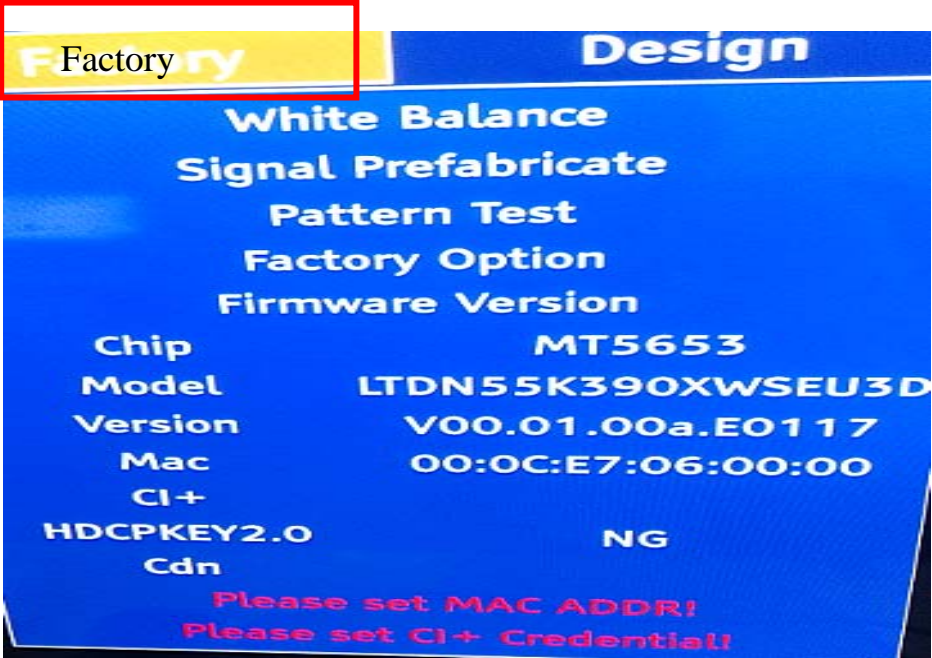 Factory Design
White Balance
Signal Prefabricate
Pattern Test
Factory Option
Firmware Version
Chip MT5653
Model LTDN55K390XWSEU3D
Version V00.01.00a.E0117
Mac 00:0C:E7:06:00:00
CI+
HDCPKEY2.0 NG
Cdn
Please set MAC ADDR!
Please set CI+ Credential!